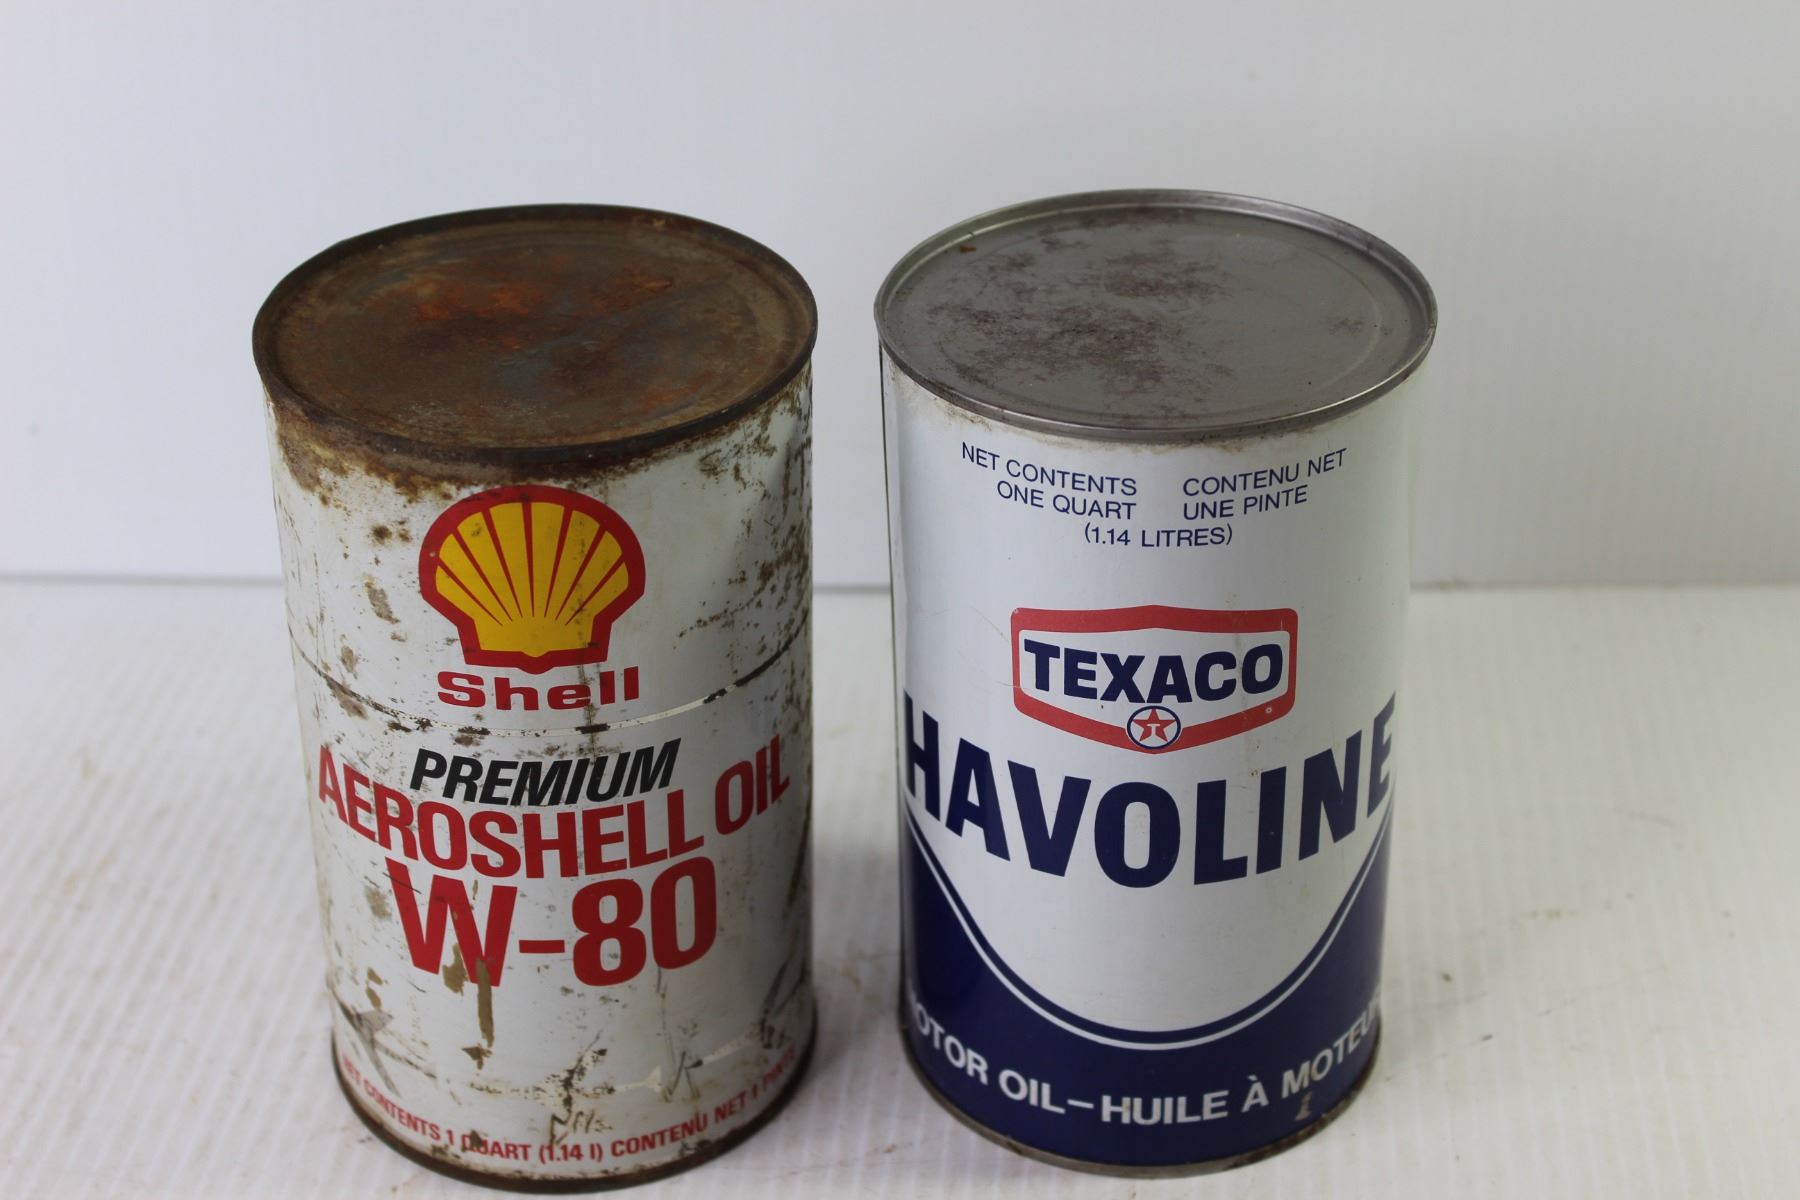 Shell
PREMIUM
AEROSHELL OIL
W-80
NET CONTENTS 1 QUART (1.14 l) CONTENU NET 1 PINTE
NET CONTENTS
ONE QUART
CONTENU NET
UNE PINTE
(1.14 LITRES)
TEXACO
T
HAVOLINE
MOTOR OIL–HUILE À MOTEUR